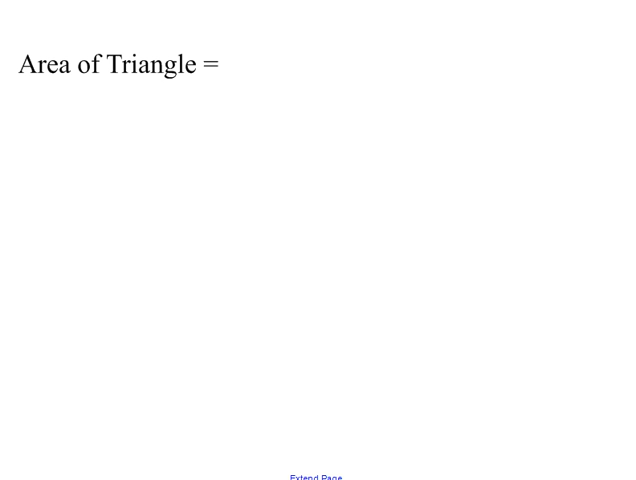 Area of Triangle =
Extend Page